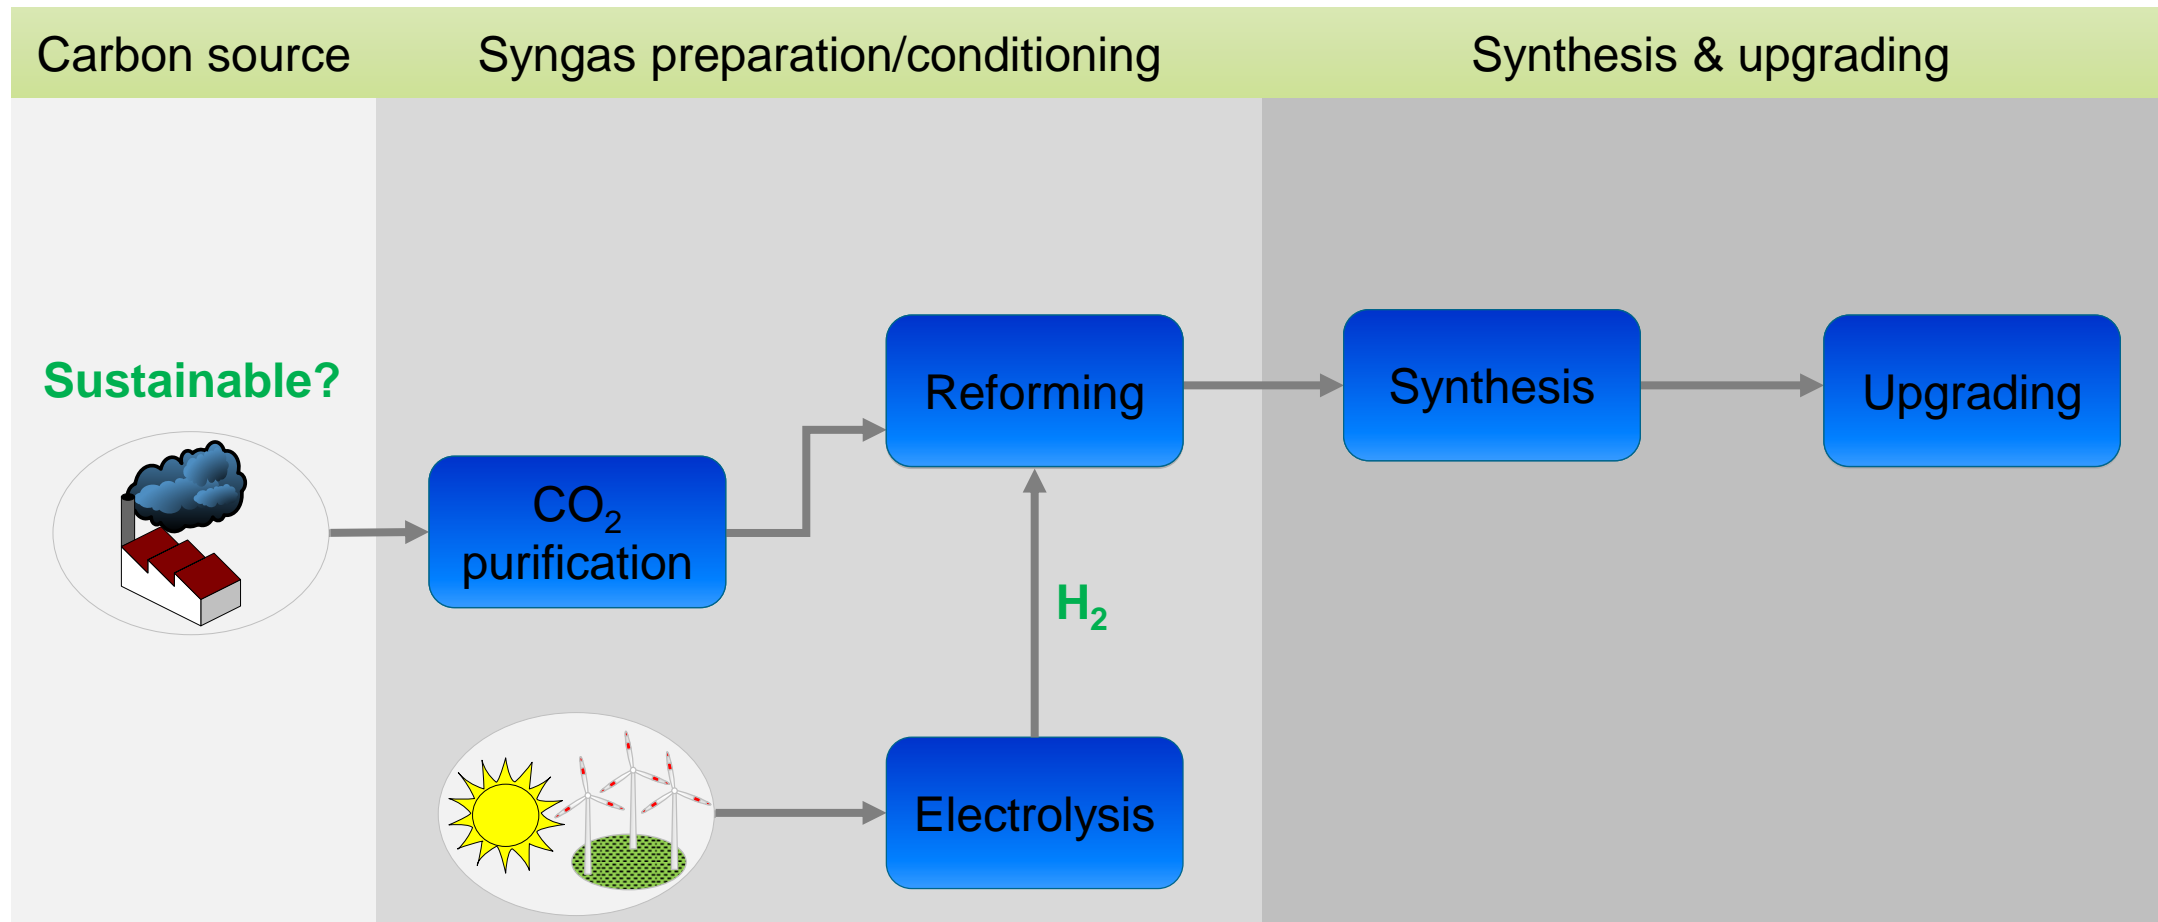 Carbon source
Syngas preparation/conditioning
Synthesis & upgrading
Sustainable?
CO₂
purification
Reforming
Synthesis
Upgrading
H₂
Electrolysis